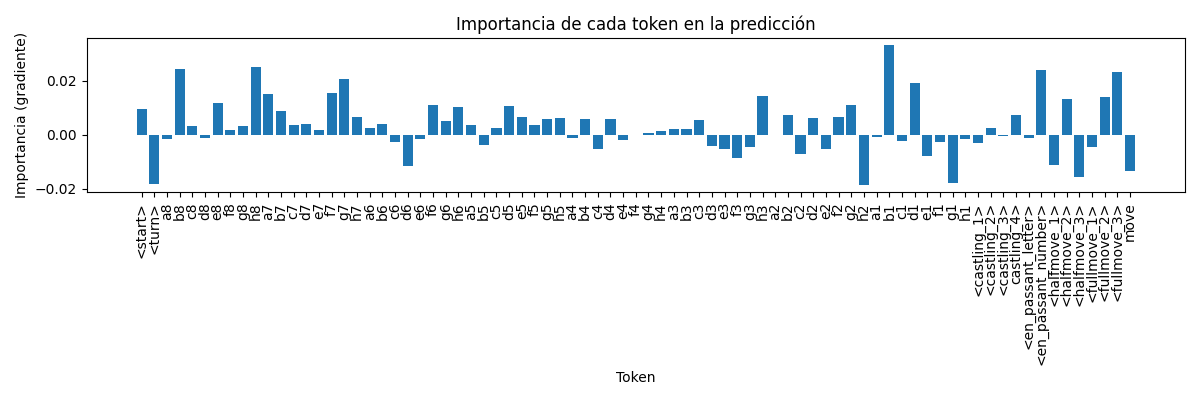 Importancia de cada token en la predicción
Importancia (gradiente)
0.02
0.00
−0.02
<start>
<turn>
a8
b8
c8
d8
e8
f8
g8
h8
a7
b7
c7
d7
e7
f7
g7
h7
a6
b6
c6
d6
e6
f6
g6
h6
a5
b5
c5
d5
e5
f5
g5
h5
a4
b4
c4
d4
e4
f4
g4
h4
a3
b3
c3
d3
e3
f3
g3
h3
a2
b2
c2
d2
e2
f2
g2
h2
a1
b1
c1
d1
e1
f1
g1
h1
<castling_1>
<castling_2>
<castling_3>
castling_4>
<en_passant_letter>
<en_passant_number>
<halfmove_1>
<halfmove_2>
<halfmove_3>
<fullmove_1>
<fullmove_2>
<fullmove_3>
move
Token